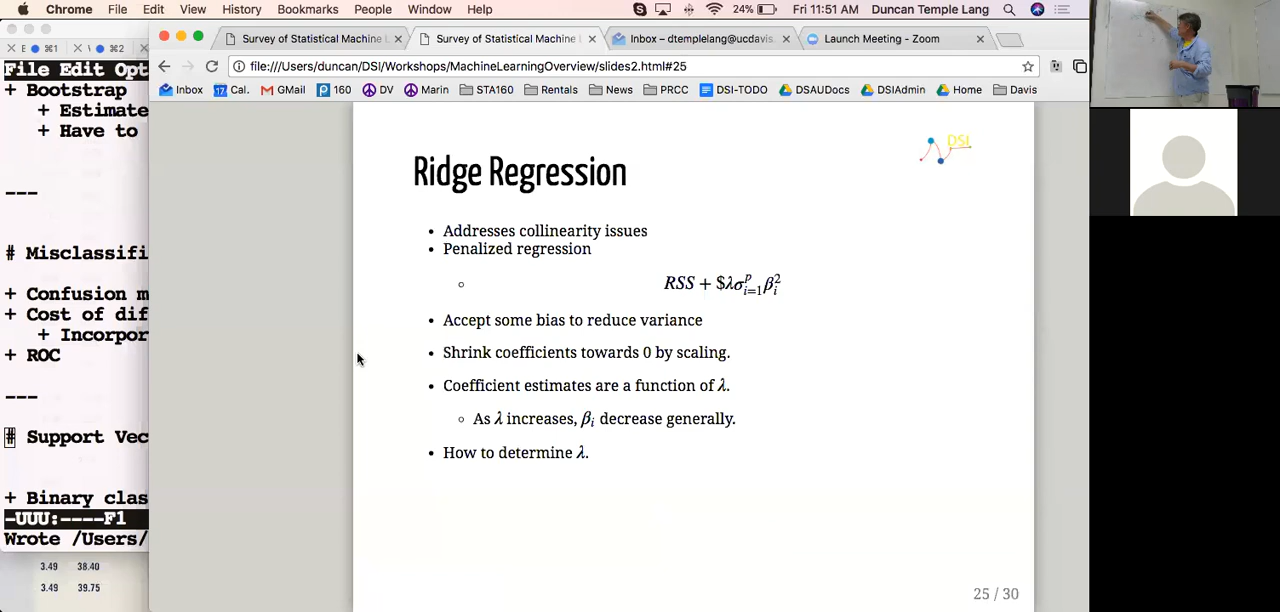 Chrome File Edit View History Bookmarks People Window Help 24% Fri 11:51 AM Duncan Temple Lang
E ⌘1 ⌘2
Survey of Statistical Machine L
Survey of Statistical Machine
Inbox – dtemplelang@ucdavis.
Launch Meeting - Zoom
file:///Users/duncan/DSI/Workshops/MachineLearningOverview/slides2.html#25
Inbox Cal. GMail 160 DV Marin STA160 Rentals News PRCC DSI-TODO DSAUDocs DSIAdmin Home Davis
File Edit Opt
+ Bootstrap
+ Estimate
+ Have to
---
# Misclassifi
+ Confusion m
+ Cost of dif
+ Incorpor
+ ROC
---
# Support Vec
+ Binary clas
-UUU:----F1
Wrote /Users/
3.49 38.40
3.49 39.75
DSI
Ridge Regression
• Addresses collinearity issues
• Penalized regression
◦ RSS + $λσ_{i=1}^{p}β_i^2
• Accept some bias to reduce variance
• Shrink coefficients towards 0 by scaling.
• Coefficient estimates are a function of λ.
◦ As λ increases, β_i decrease generally.
• How to determine λ.
25 / 30